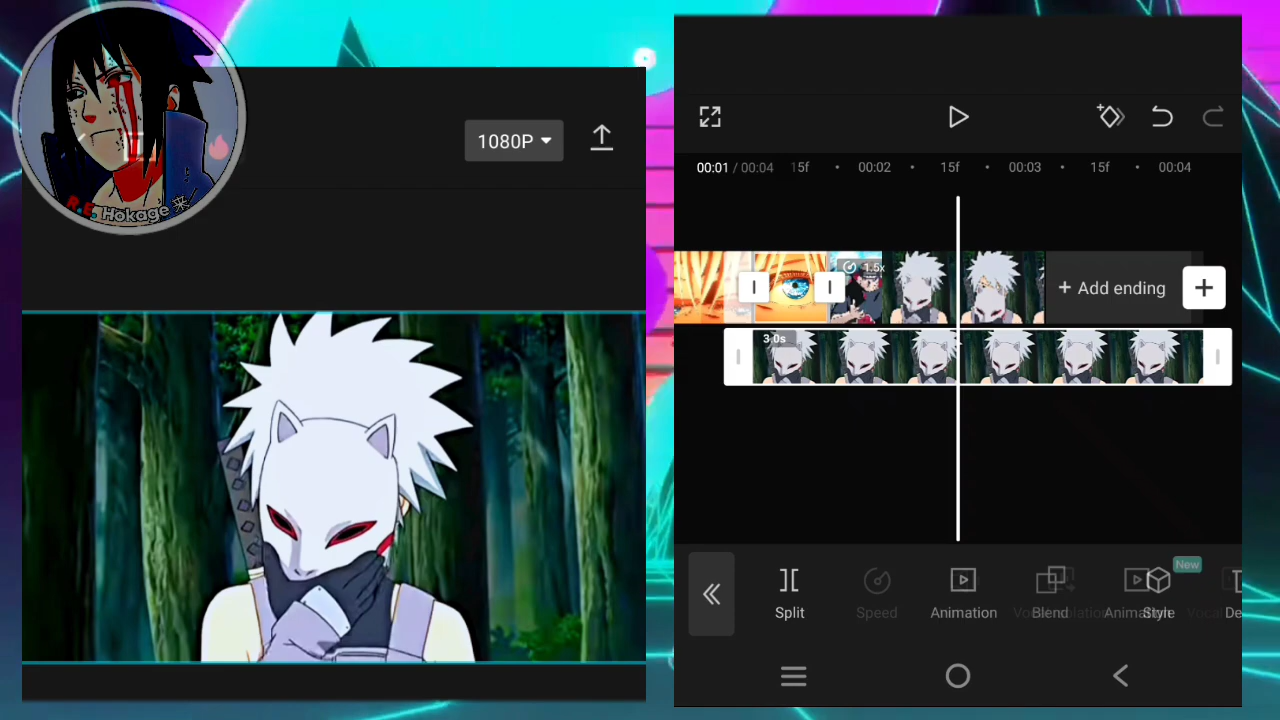 R.E. Hokage 来
1080P
00:01 / 00:04 15f 00:02 15f 00:03 15f 00:04
1.5x
+ Add ending
3.0s
New
Split Speed Animation Blend Style